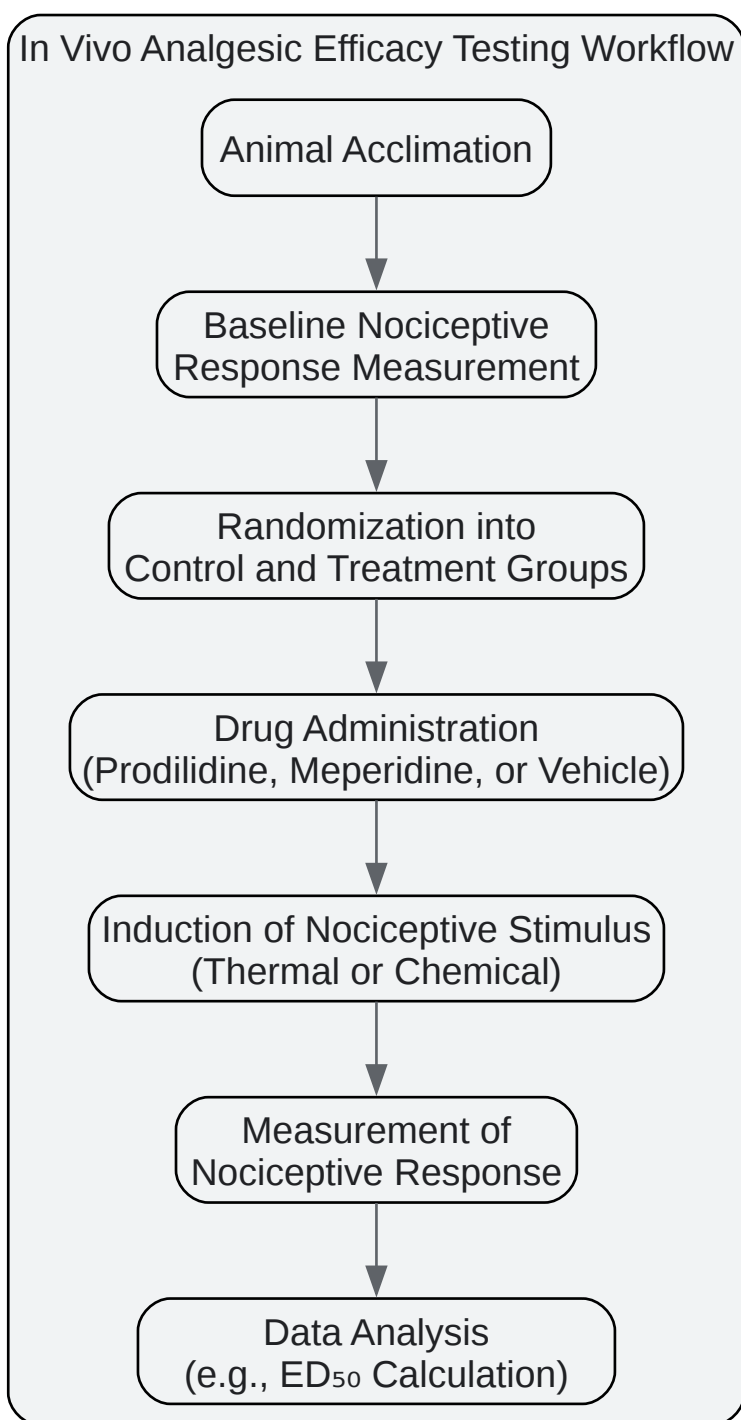 In Vivo Analgesic Efficacy Testing Workflow
Animal Acclimation
Baseline Nociceptive
Response Measurement
Randomization into
Control and Treatment Groups
Drug Administration
(Prodilidine, Meperidine, or Vehicle)
Induction of Nociceptive Stimulus
(Thermal or Chemical)
Measurement of
Nociceptive Response
Data Analysis
(e.g., ED₅₀ Calculation)